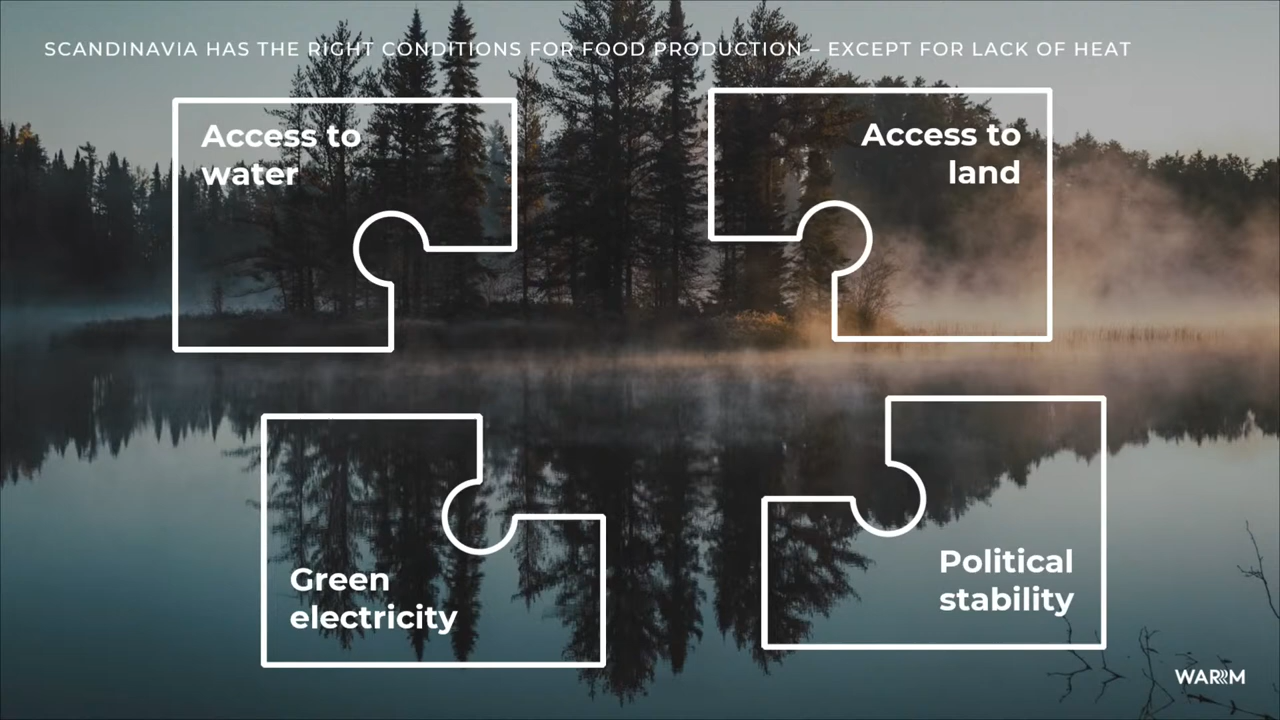 SCANDINAVIA HAS THE RIGHT CONDITIONS FOR FOOD PRODUCTION – EXCEPT FOR LACK OF HEAT
Access to
water
Access to
land
Green
electricity
Political
stability
WARM